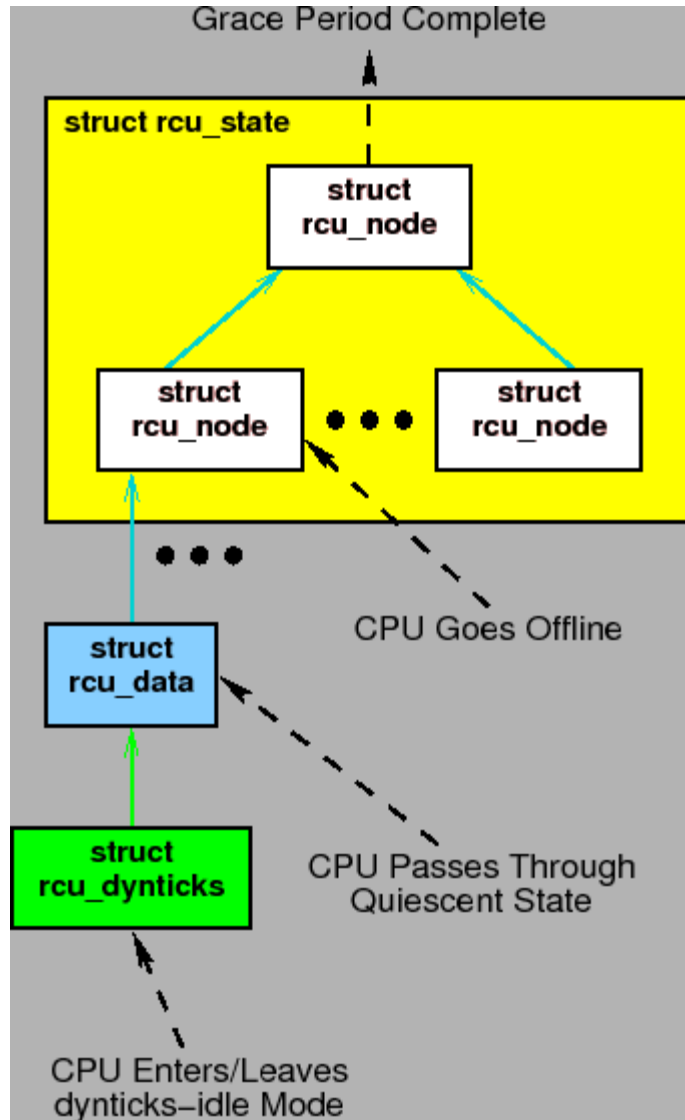 Grace Period Complete
struct rcu_state
struct
rcu_node
struct
rcu_node
struct
rcu_node
CPU Goes Offline
struct
rcu_data
CPU Passes Through
Quiescent State
struct
rcu_dynticks
CPU Enters/Leaves
dynticks–idle Mode